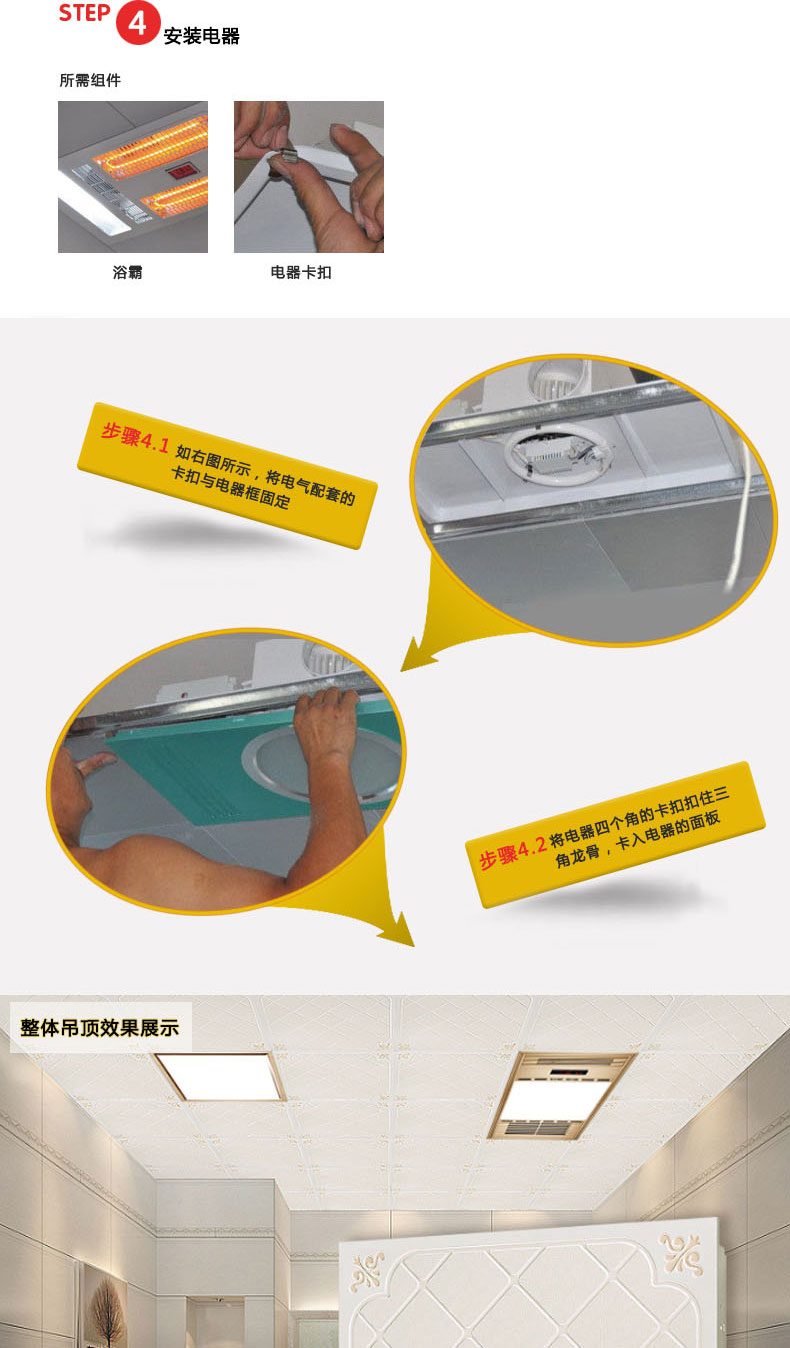 STEP 4 安装电器
所需组件
浴霸
电器卡扣
步骤4.1 如右图所示，将电气配套的
卡扣与电器框固定
步骤4.2 将电器四个角的卡扣扣住三
角龙骨，卡入电器的面板
整体吊顶效果展示